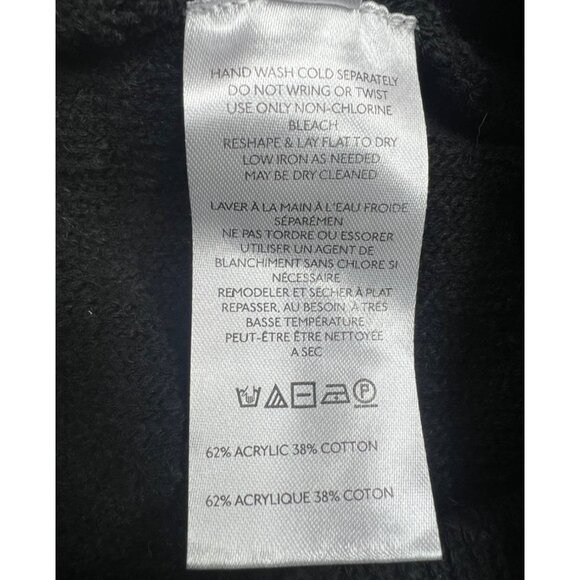 HAND WASH COLD SEPARATELY
DO NOT WRING OR TWIST
USE ONLY NON-CHLORINE
BLEACH
RESHAPE & LAY FLAT TO DRY
LOW IRON AS NEEDED
MAY BE DRY CLEANED
LAVER À LA MAIN À L'EAU FROIDE
SÉPARÉMEN
NE PAS TORDRE OU ESSORER
UTILISER UN AGENT DE
BLANCHIMENT SANS CHLORE SI
NÉCESSAIRE
REMODELER ET SÉCHER À PLAT
REPASSER, AU BESOIN, À TRÈS
BASSE TEMPÉRATURE
PEUT-ÊTRE ÊTRE NETTOYÉE
A SEC
P
62% ACRYLIC 38% COTTON
62% ACRYLIQUE 38% COTON